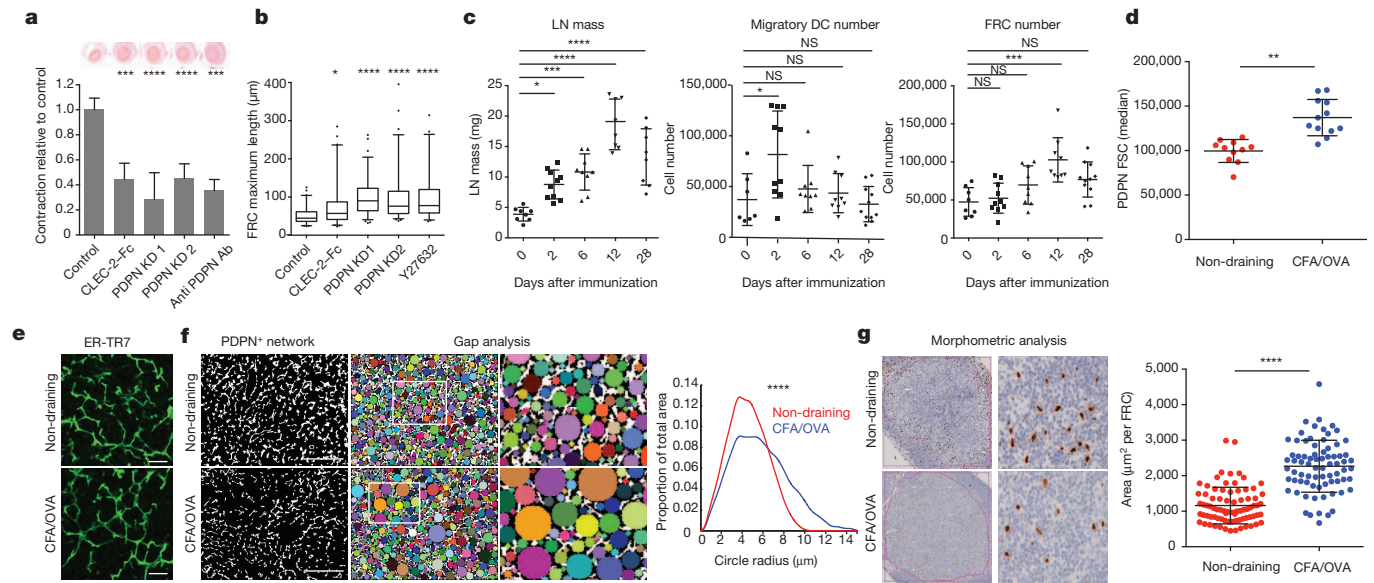 a
*** **** **** ***
Contraction relative to control
1.2
1.0
0.8
0.6
0.4
0.2
0
Control
CLEC-2–Fc
PDPN KD 1
PDPN KD 2
Anti PDPN Ab
b
* **** **** ****
FRC maximum length (μm)
400
300
200
100
0
Control
CLEC-2–Fc
PDPN KD1
PDPN KD2
Y27632
c
LN mass
****
****
***
*
LN mass (mg)
25
20
15
10
5
0
0 2 6 12 28
Days after immunization
Migratory DC number
NS
NS
NS
*
Cell number
150,000
100,000
50,000
0
0 2 6 12 28
Days after immunization
FRC number
NS
***
NS
NS
Cell number
200,000
150,000
100,000
50,000
0
0 2 6 12 28
Days after immunization
d
**
PDPN FSC (median)
200,000
150,000
100,000
50,000
0
Non-draining CFA/OVA
e
ER-TR7
Non-draining
CFA/OVA
f
PDPN+ network
Gap analysis
Non-draining
CFA/OVA
Proportion of total area
0.14
0.12
0.10
0.08
0.06
0.04
0.02
0
****
Non-draining
CFA/OVA
0 5 10 15
Circle radius (μm)
g
Morphometric analysis
Non-draining
CFA/OVA
****
Area (μm² per FRC)
5,000
4,000
3,000
2,000
1,000
0
Non-draining CFA/OVA